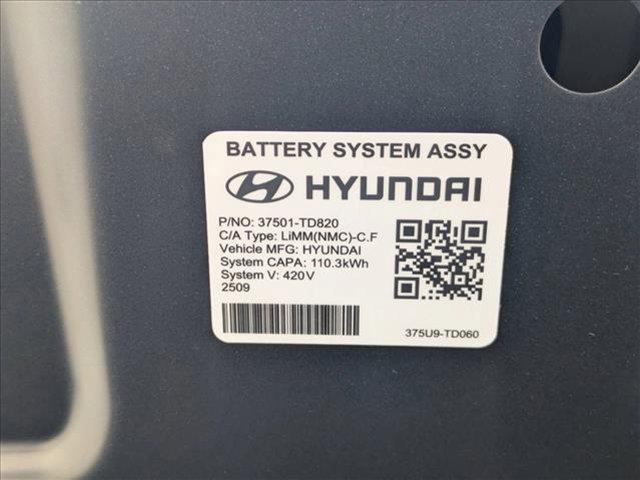 BATTERY SYSTEM ASSY
HYUNDAI
P/NO: 37501-TD820
C/A Type: LiMM(NMC)-C.F
Vehicle MFG: HYUNDAI
System CAPA: 110.3kWh
System V: 420V
2509
375U9-TD060